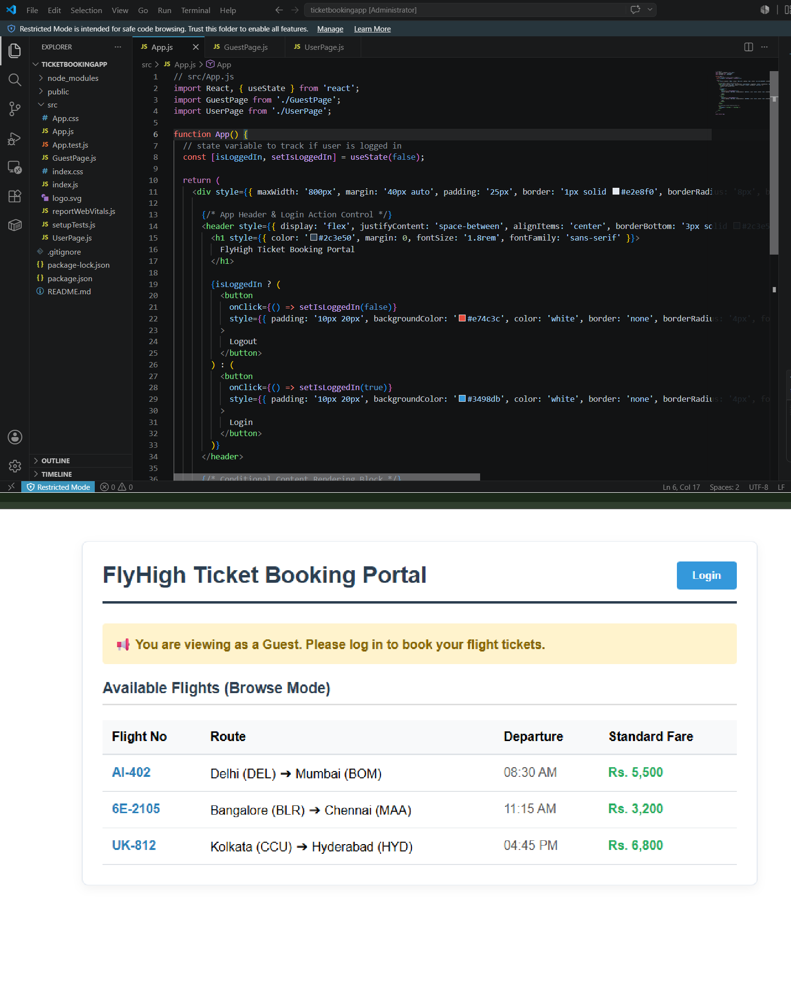 File Edit Selection View Go Run Terminal Help
ticketbookingapp [Administrator]
Restricted Mode is intended for safe code browsing. Trust this folder to enable all features. Manage Learn More
EXPLORER
TICKETBOOKINGAPP
node_modules
public
src
# App.css
JS App.js
JS App.test.js
JS GuestPage.js
# index.css
JS index.js
logo.svg
JS reportWebVitals.js
JS setupTests.js
JS UserPage.js
.gitignore
{} package-lock.json
{} package.json
README.md
OUTLINE
TIMELINE
JS App.js JS GuestPage.js JS UserPage.js
src > JS App.js > App
1 // src/App.js
2 import React, { useState } from 'react';
3 import GuestPage from './GuestPage';
4 import UserPage from './UserPage';
5
6 function App() {
7 // state variable to track if user is logged in
8 const [isLoggedIn, setIsLoggedIn] = useState(false);
9
10 return (
11 <div style={{ maxWidth: '800px', margin: '40px auto', padding: '25px', border: '1px solid #e2e8f0', borderRadius: '8px', b
12
13 {/* App Header & Login Action Control */}
14 <header style={{ display: 'flex', justifyContent: 'space-between', alignItems: 'center', borderBottom: '3px solid #2c3e5
15 <h1 style={{ color: '#2c3e50', margin: 0, fontSize: '1.8rem', fontFamily: 'sans-serif' }}>
16 FlyHigh Ticket Booking Portal
17 </h1>
18
19 {isLoggedIn ? (
20 <button
21 onClick={() => setIsLoggedIn(false)}
22 style={{ padding: '10px 20px', backgroundColor: '#e74c3c', color: 'white', border: 'none', borderRadius: '4px', fo
23 >
24 Logout
25 </button>
26 ) : (
27 <button
28 onClick={() => setIsLoggedIn(true)}
29 style={{ padding: '10px 20px', backgroundColor: '#3498db', color: 'white', border: 'none', borderRadius: '4px', fo
30 >
31 Login
32 </button>
33 )}
34 </header>
35
36 {/* Conditional Content Rendering Block */}
Restricted Mode 0 0 Ln 6, Col 17 Spaces: 2 UTF-8 LF
FlyHigh Ticket Booking Portal Login
You are viewing as a Guest. Please log in to book your flight tickets.
Available Flights (Browse Mode)
Flight No Route Departure Standard Fare
AI-402 Delhi (DEL) ➔ Mumbai (BOM) 08:30 AM Rs. 5,500
6E-2105 Bangalore (BLR) ➔ Chennai (MAA) 11:15 AM Rs. 3,200
UK-812 Kolkata (CCU) ➔ Hyderabad (HYD) 04:45 PM Rs. 6,800